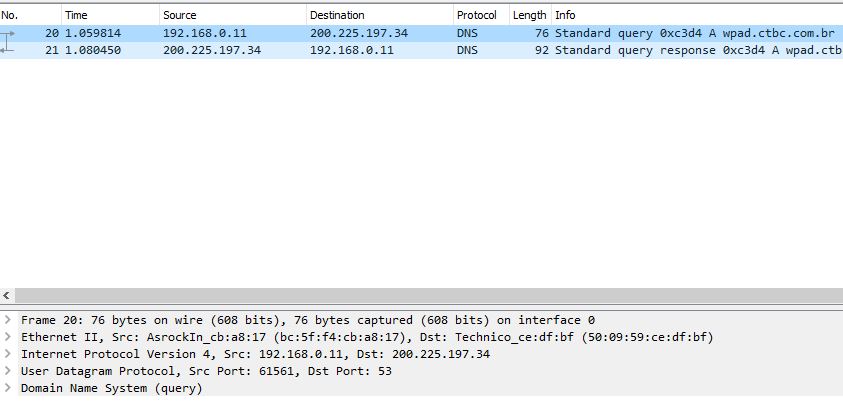 No. Time Source Destination Protocol Length Info
20 1.059814 192.168.0.11 200.225.197.34 DNS 76 Standard query 0xc3d4 A wpad.ctbc.com.br
21 1.080450 200.225.197.34 192.168.0.11 DNS 92 Standard query response 0xc3d4 A wpad.ctb
Frame 20: 76 bytes on wire (608 bits), 76 bytes captured (608 bits) on interface 0
Ethernet II, Src: AsrockIn_cb:a8:17 (bc:5f:f4:cb:a8:17), Dst: Technico_ce:df:bf (50:09:59:ce:df:bf)
Internet Protocol Version 4, Src: 192.168.0.11, Dst: 200.225.197.34
User Datagram Protocol, Src Port: 61561, Dst Port: 53
Domain Name System (query)